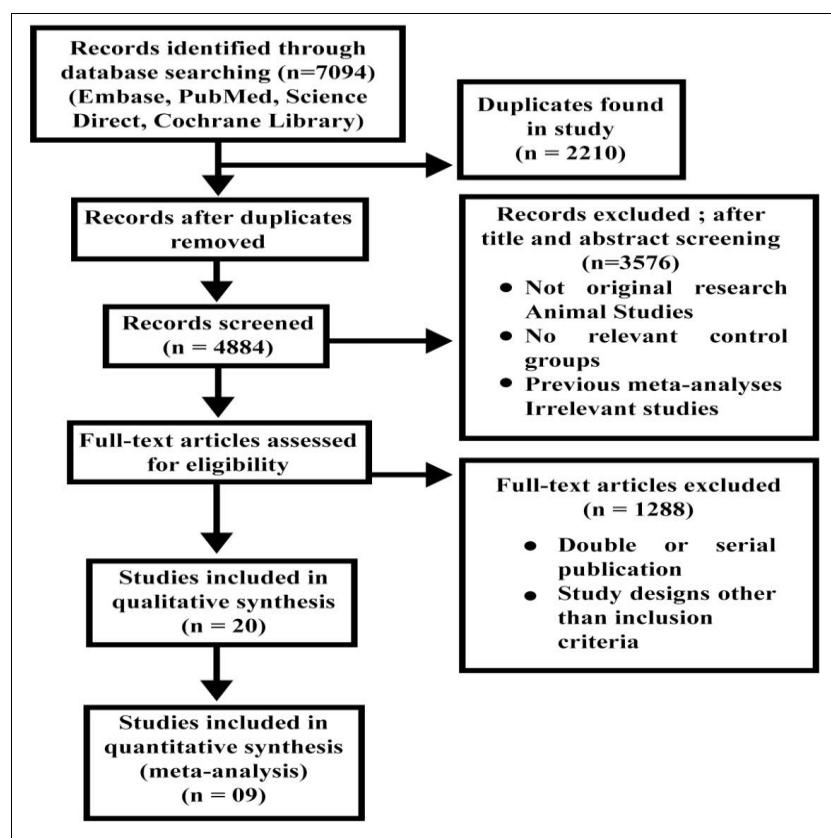 Records identified through
database searching (n=7094)
(Embase, PubMed, Science
Direct, Cochrane Library)
Duplicates found
in study
(n = 2210)
Records after duplicates
removed
Records excluded ; after
title and abstract screening
(n=3576)
● Not original research
Animal Studies
● No relevant control
groups
● Previous meta-analyses
Irrelevant studies
Records screened
(n = 4884)
Full-text articles assessed
for eligibility
Full-text articles excluded
(n = 1288)
● Double or serial
publication
● Study designs other
than inclusion
criteria
Studies included in
qualitative synthesis
(n = 20)
Studies included in
quantitative synthesis
(meta-analysis)
(n = 09)